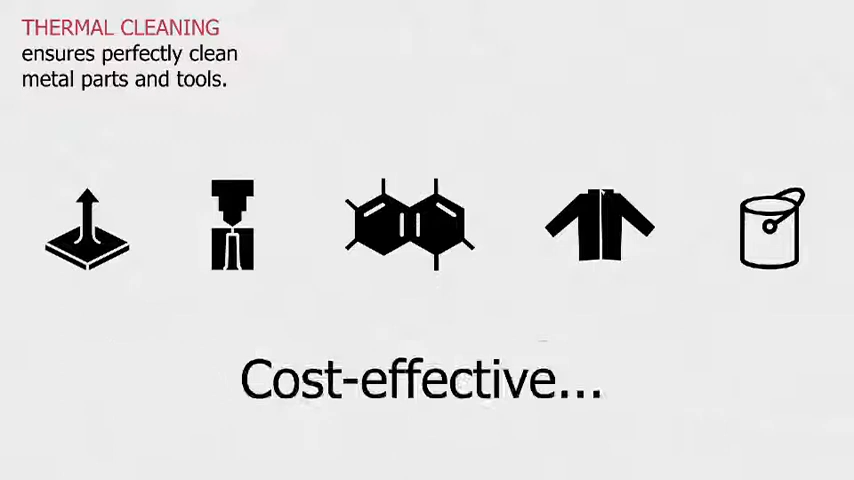 THERMAL CLEANING
ensures perfectly clean
metal parts and tools.
Cost-effective...